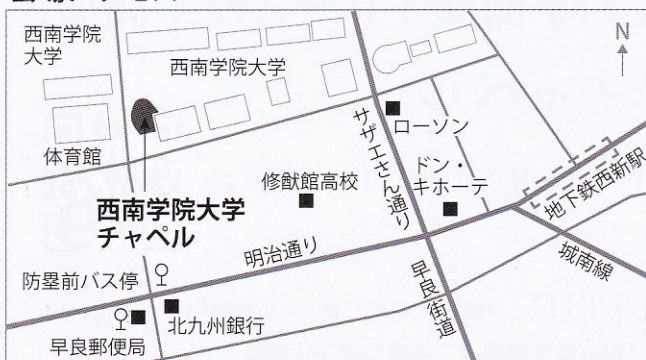 西南学院
大学
西南学院大学
N
体育館
ローソン
サザエさん通り
ドン・
キホーテ
修猷館高校
地下鉄西新駅
西南学院大学
チャペル
明治通り
城南線
防塁前バス停
早良街道
北九州銀行
早良郵便局